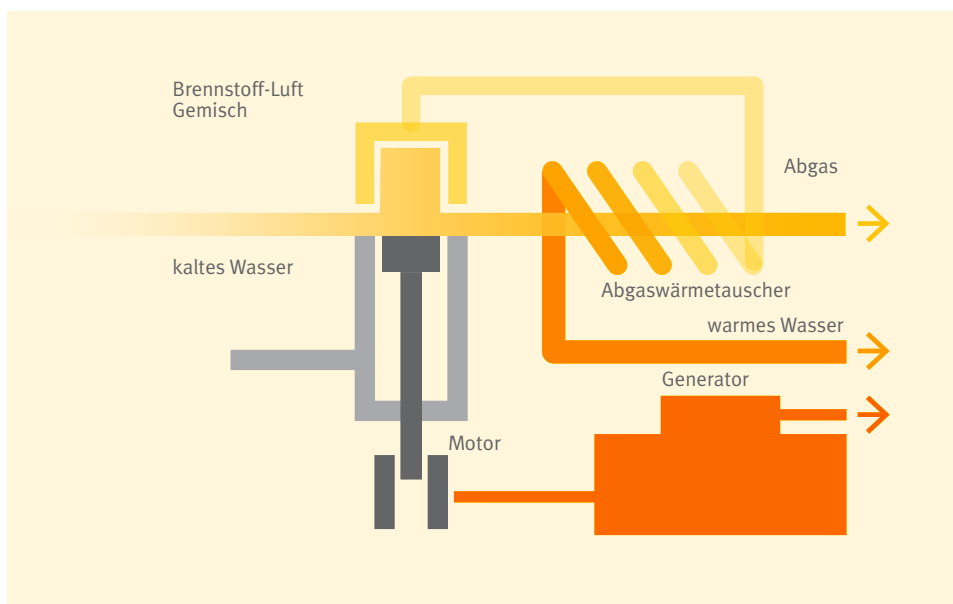 Brennstoff-Luft
Gemisch
Abgas
kaltes Wasser
Abgaswärmetauscher
warmes Wasser
Generator
Motor